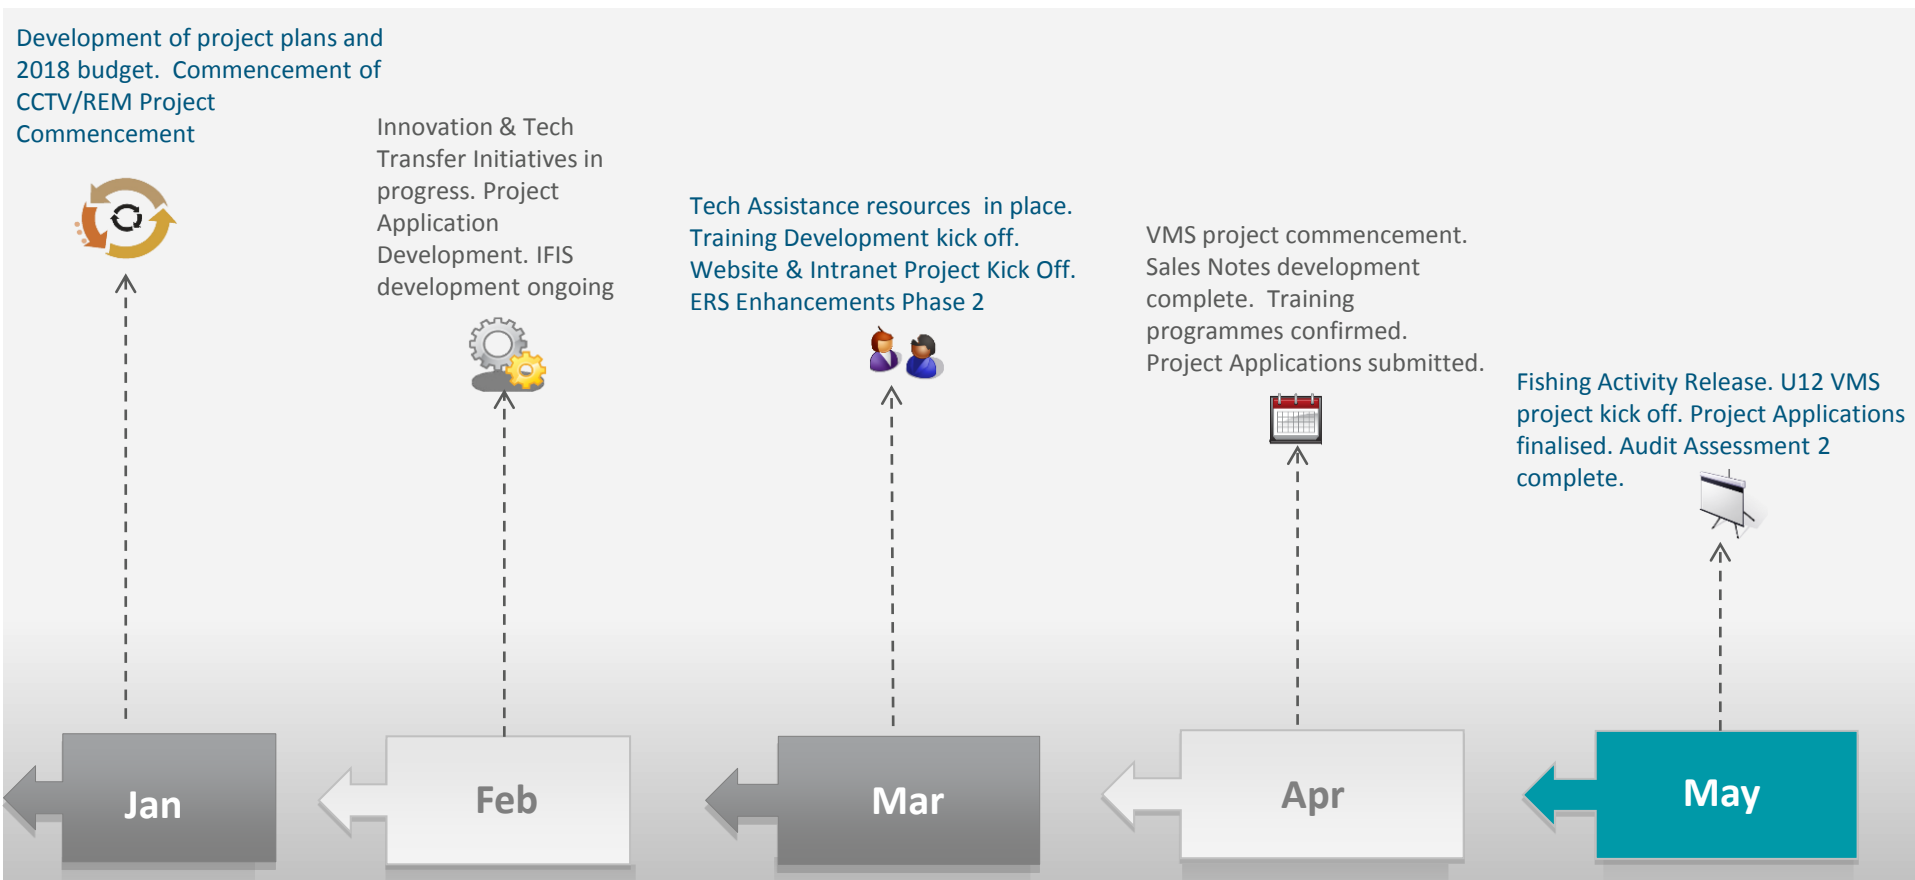 Development of project plans and
2018 budget.  Commencement of
CCTV/REM Project
Commencement
Innovation & Tech
Transfer Initiatives in
progress. Project
Application
Development. IFIS
development ongoing
Tech Assistance resources  in place.
Training Development kick off.
Website & Intranet Project Kick Off.
ERS Enhancements Phase 2
VMS project commencement.
Sales Notes development
complete.  Training
programmes confirmed.
Project Applications submitted.
Fishing Activity Release. U12 VMS
project kick off. Project Applications
finalised. Audit Assessment 2
complete.
Jan
Feb
Mar
Apr
May